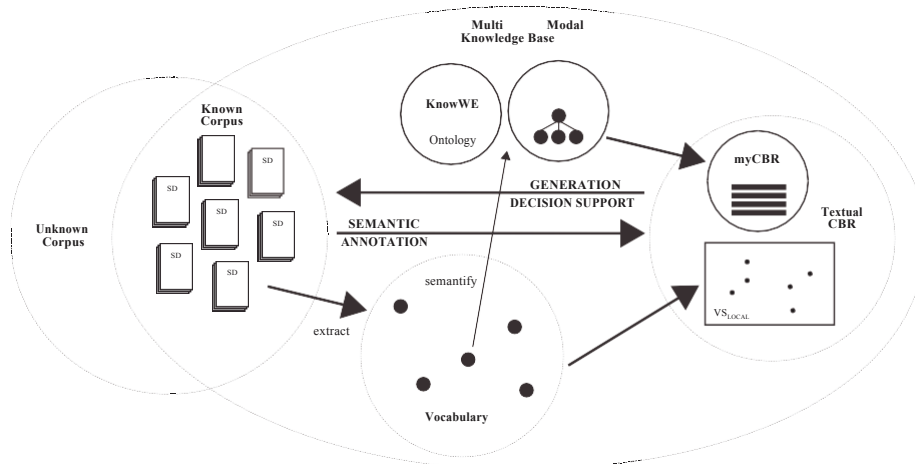 Multi Modal
Knowledge Base
Known
Corpus
KnowWE
Ontology
myCBR
SD
SD
SD
SD
SD
SD
GENERATION
DECISION SUPPORT
SEMANTIC
ANNOTATION
Textual
CBR
Unknown
Corpus
semantify
extract
VSLOCAL
Vocabulary